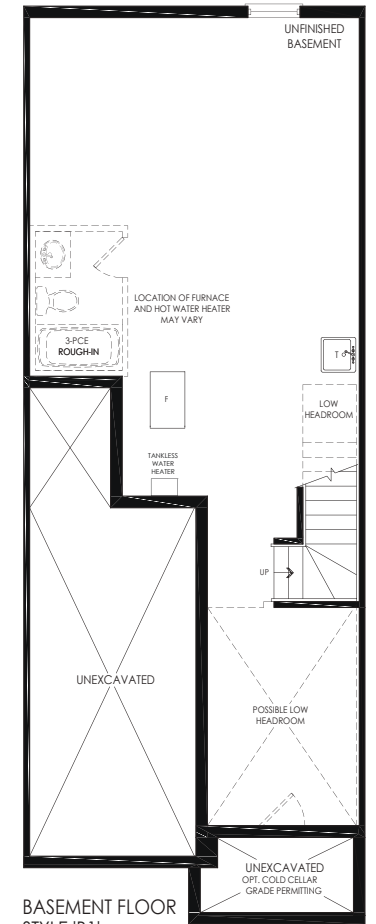 UNFINISHED
BASEMENT
LOCATION OF FURNACE
AND HOT WATER HEATER
MAY VARY
3-PCE
ROUGH-IN
T
F
LOW
HEADROOM
TANKLESS
WATER
HEATER
UP
UNEXCAVATED
POSSIBLE LOW
HEADROOM
UNEXCAVATED
OPT. COLD CELLAR
GRADE PERMITTING
BASEMENT FLOOR